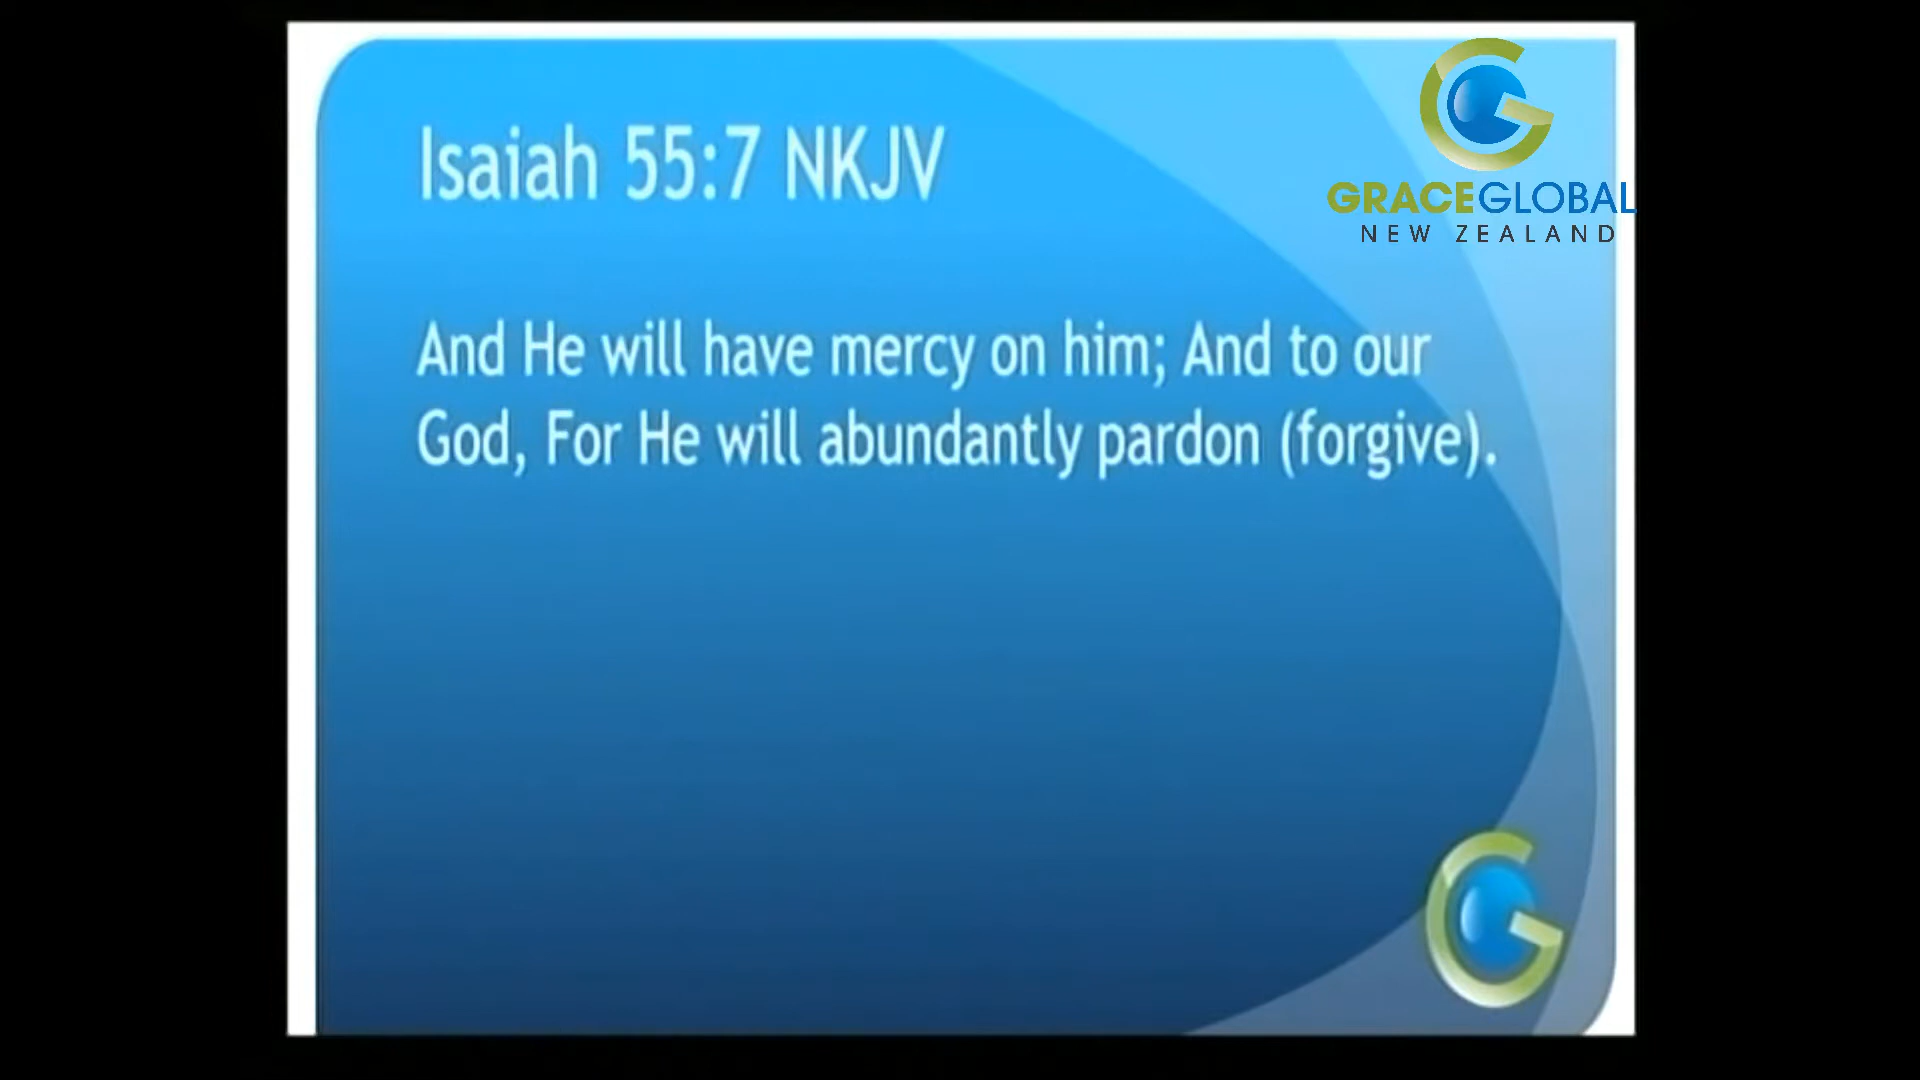 Isaiah 55:7 NKJV
GRACEGLOBAL
NEW ZEALAND
And He will have mercy on him; And to our
God, For He will abundantly pardon (forgive).